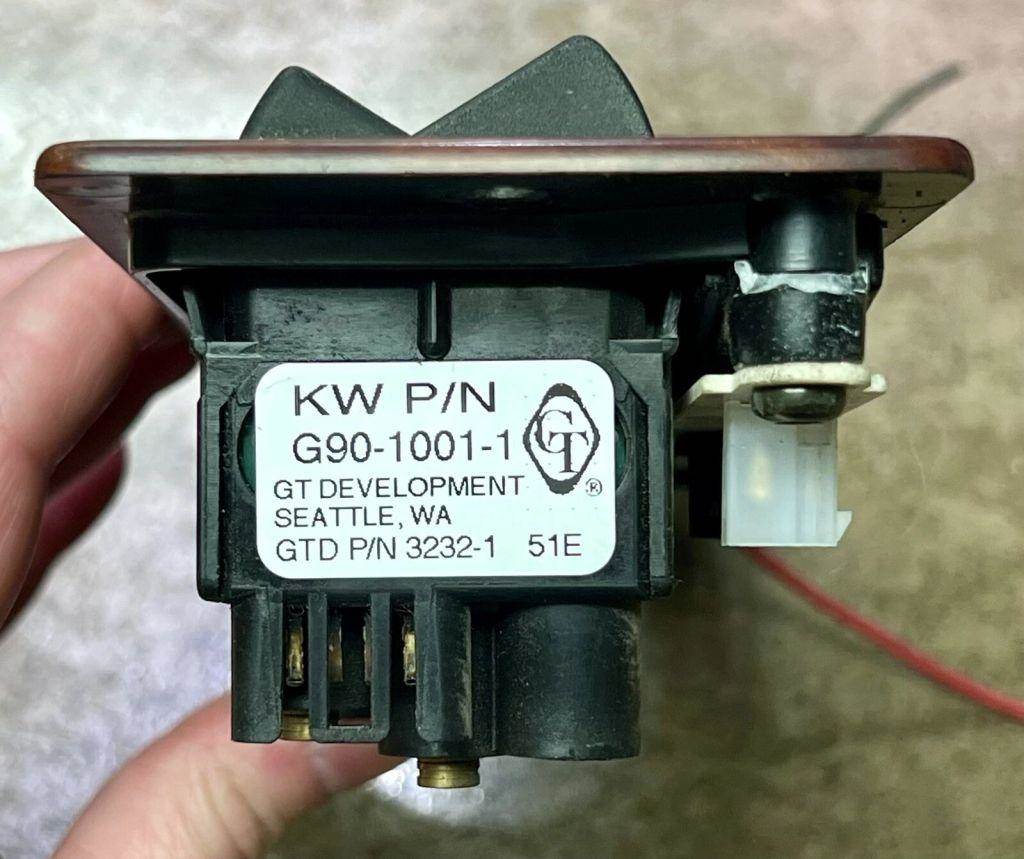 KW P/N
G90-1001-1
GT
®
GT DEVELOPMENT
SEATTLE, WA
GTD P/N 3232-1 51E